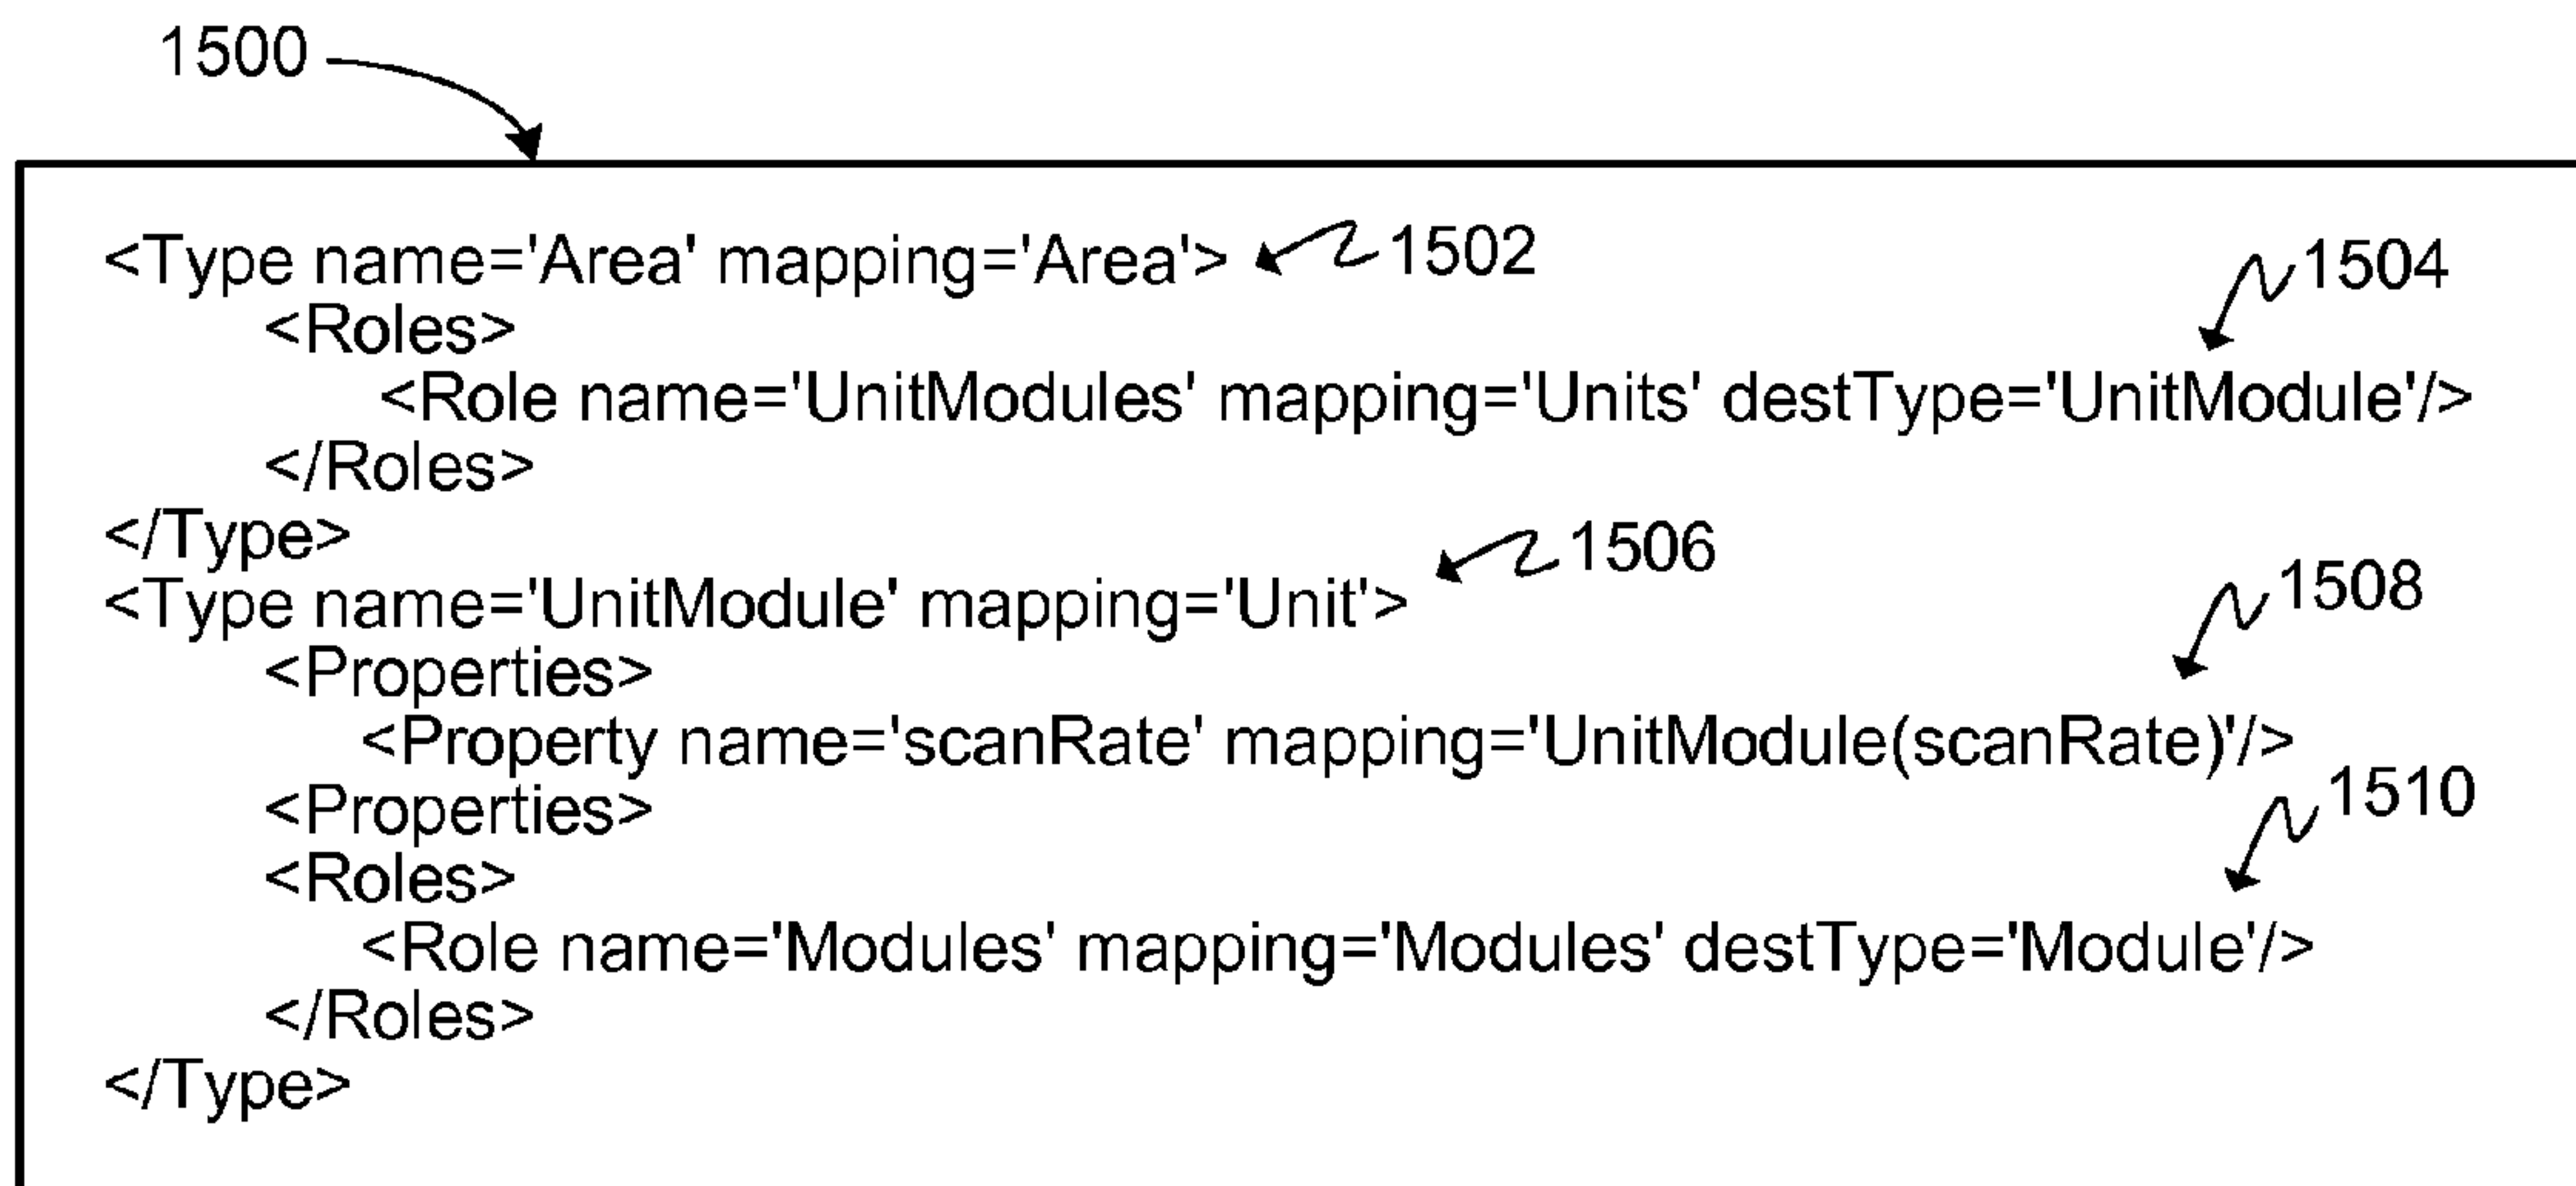 1500
<Type name='Area' mapping='Area'> 1502
<Roles> 1504
<Role name='UnitModules' mapping='Units' destType='UnitModule'/>
</Roles>
</Type>
<Type name='UnitModule' mapping='Unit'> 1506
<Properties> 1508
<Property name='scanRate' mapping='UnitModule(scanRate)'/>
<Properties>
<Roles> 1510
<Role name='Modules' mapping='Modules' destType='Module'/>
</Roles>
</Type>